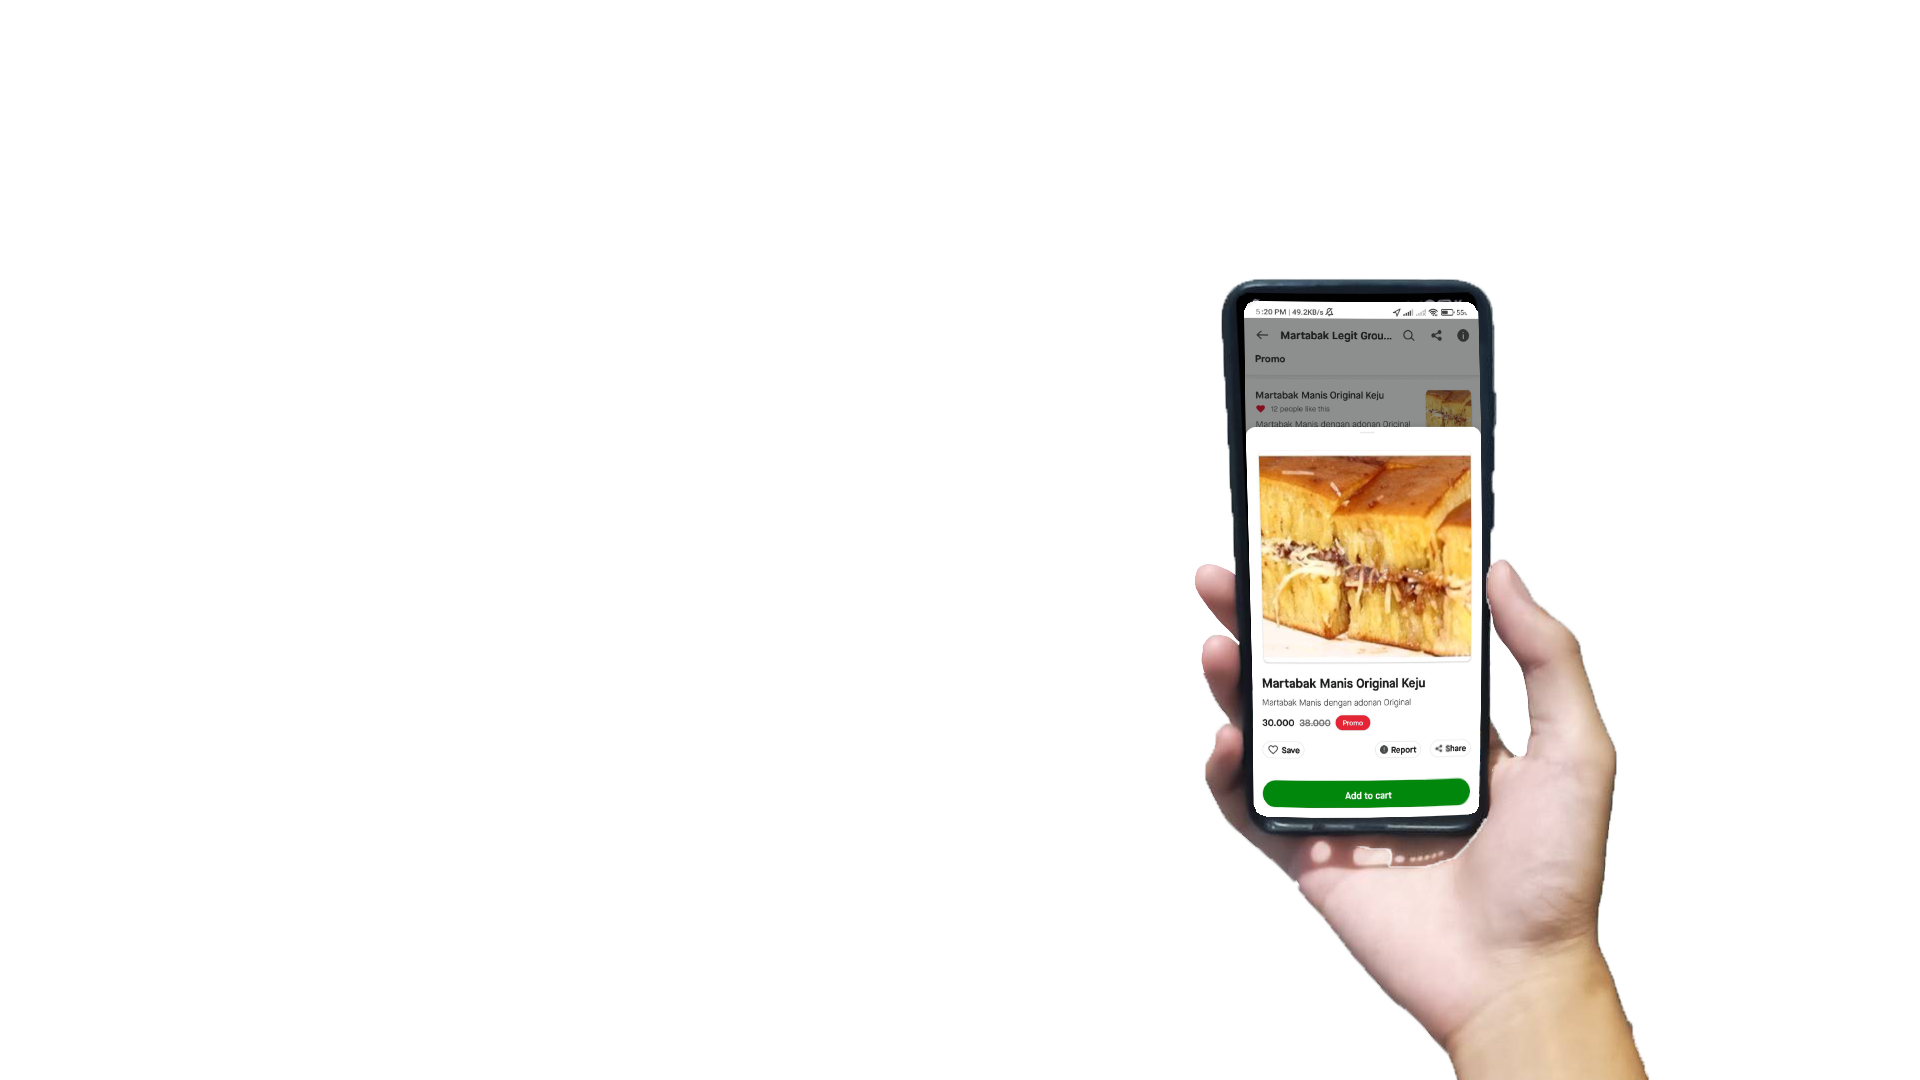 5:20 PM | 49.2KB/s
55%
Martabak Legit Grou...
Promo
Martabak Manis Original Keju
12 people like this
Martabak Manis dengan adonan Original
Martabak Manis Original Keju
Martabak Manis dengan adonan Original
30.000 38.000 Promo
Save Report Share
Add to cart